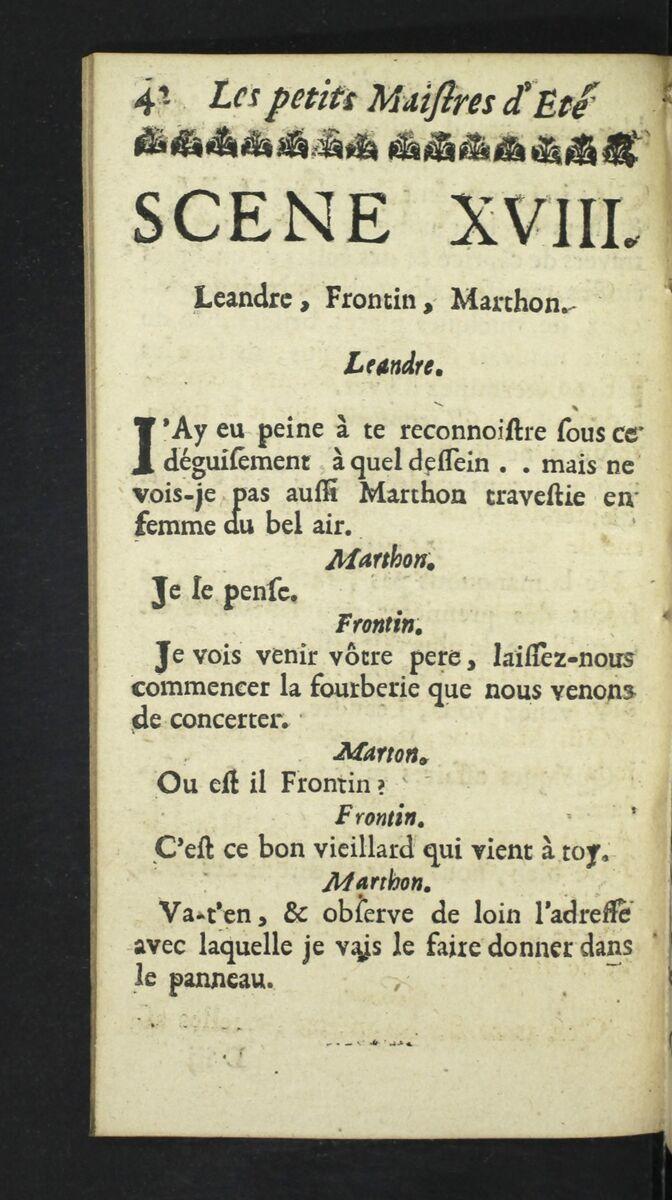 42 Les petits Maiſtres d'Eté
SCENE XVIII.
Leandre, Frontin, Marthon.
Leandre.
I'Ay eu peine à te reconnoiſtre ſous ce
déguiſement à quel deſſein . . mais ne
vois-je pas auſſi Marthon traveſtie en
femme du bel air.
Marthon.
Je le penſe.
Frontin.
Je vois venir vôtre pere, laiſſez-nous
commencer la fourberie que nous venons
de concerter.
Marton.
Ou eſt il Frontin?
Frontin.
C'eſt ce bon vieillard qui vient à toy.
Marthon.
Va-t'en, & obſerve de loin l'adreſſe
avec laquelle je vais le faire donner dans
le panneau.